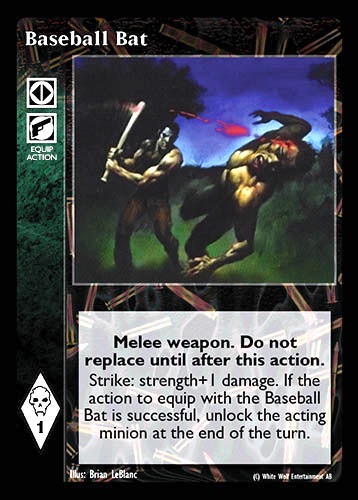 Baseball Bat
EQUIP
ACTION
Melee weapon. Do not
replace until after this action.
Strike: strength+1 damage. If the
action to equip with the Baseball
Bat is successful, unlock the acting
minion at the end of the turn.
1
Illus: Brian LeBlanc
(C) White Wolf Entertainment AB